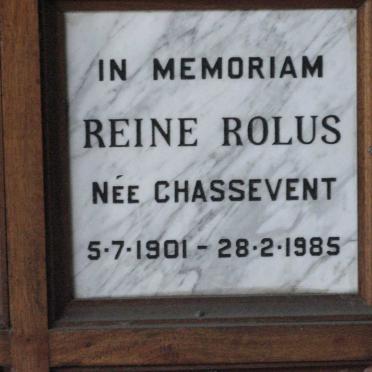 IN MEMORIAM
REINE ROLUS
NÉE CHASSEVENT
5·7·1901 - 28·2·1985